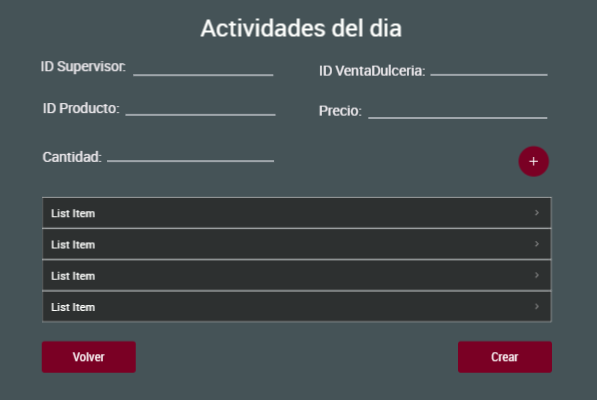 Actividades del dia
ID Supervisor:
ID VentaDulceria:
ID Producto:
Precio:
Cantidad:
+
List Item
List Item
List Item
List Item
Volver
Crear